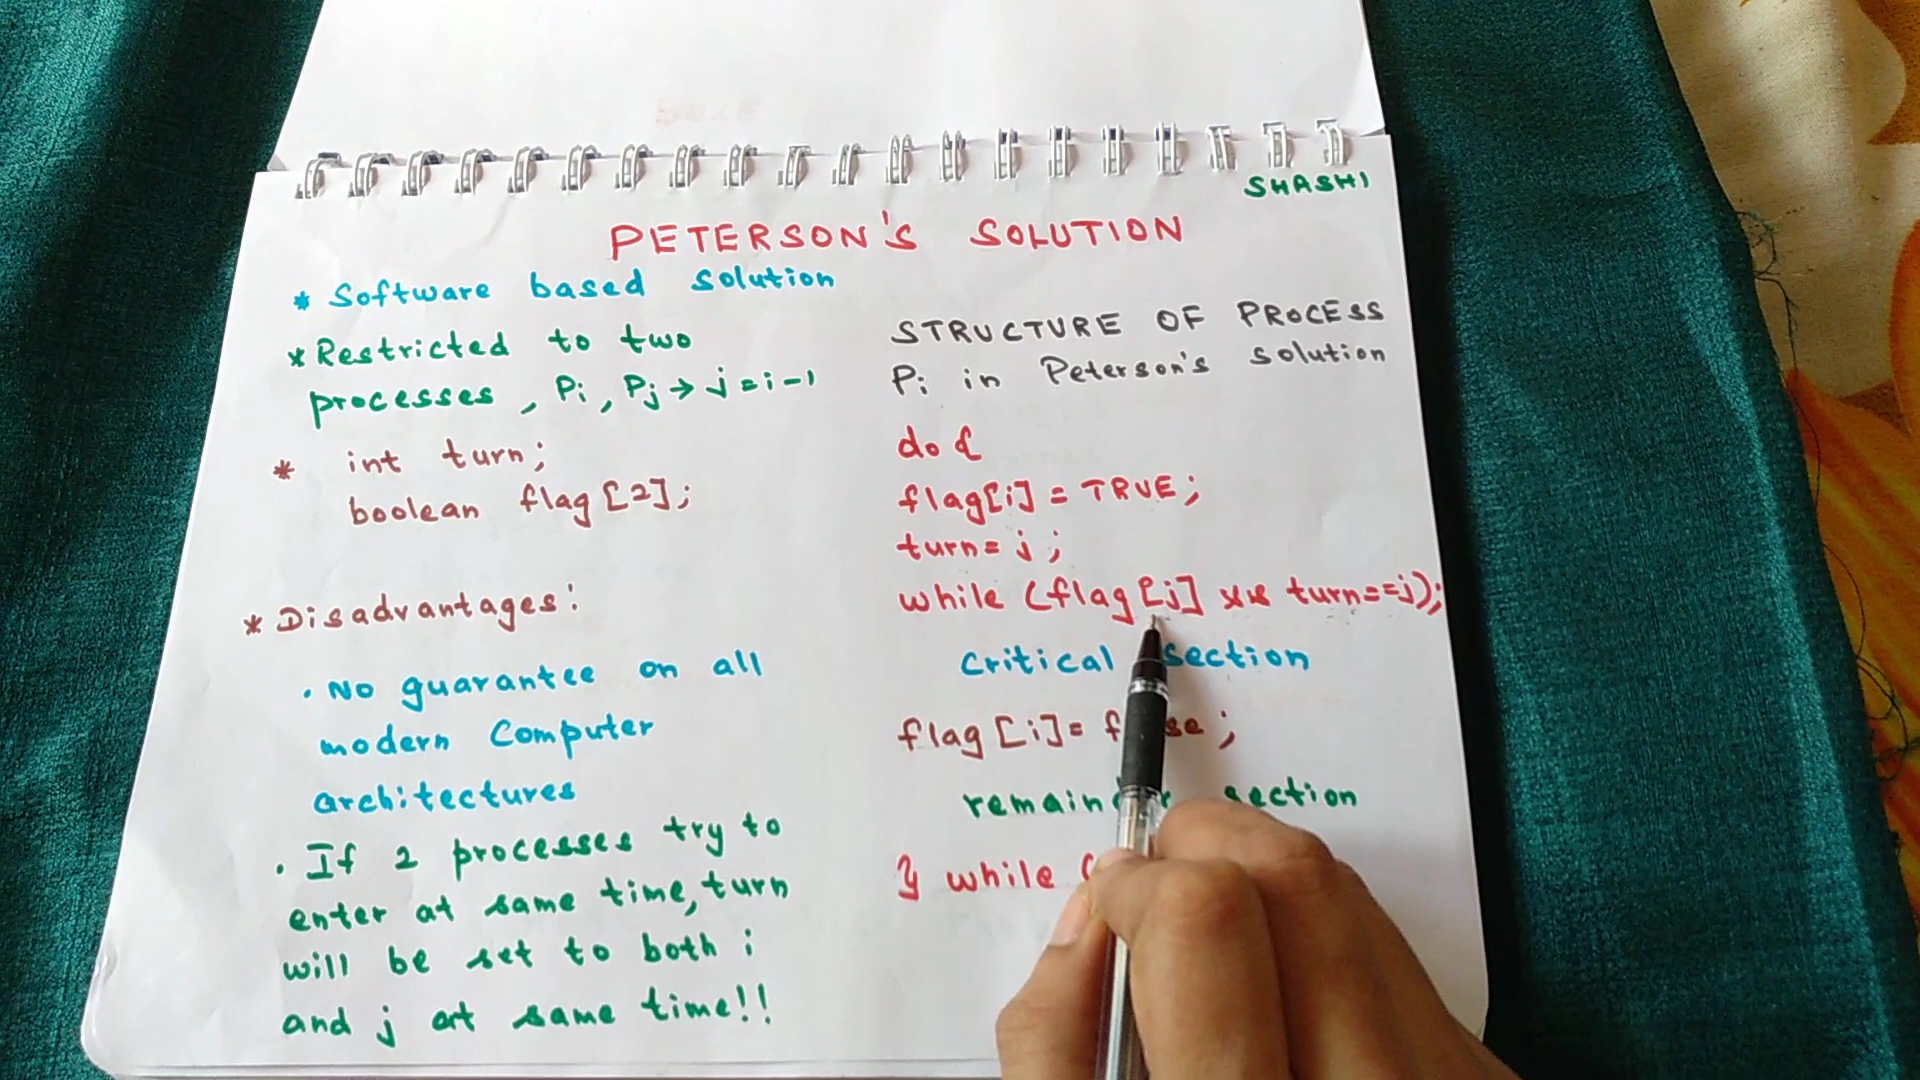 SHASHI
PETERSON'S SOLUTION
* Software based solution
* Restricted to two
processes, Pi, Pj → j = i - 1
* int turn;
boolean flag[2];
* Disadvantages:
. No guarantee on all
modern Computer
architectures
. If 2 processes try to
enter at same time, turn
will be set to both i
and j at same time!!
STRUCTURE OF PROCESS
Pi in Peterson's solution
do {
flag[i] = TRUE;
turn = j;
while (flag[j] && turn==j);
Critical section
flag[i] =
section
} while (